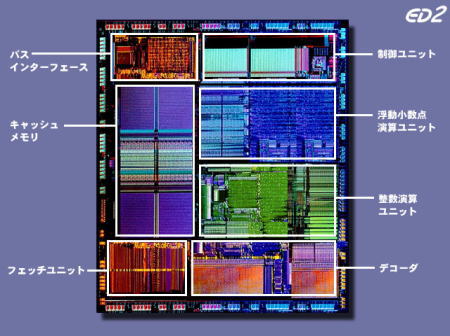 ED2
バス
インターフェース
制御ユニット
キャッシュ
メモリ
浮動小数点
演算ユニット
整数演算
ユニット
フェッチユニット
デコーダ